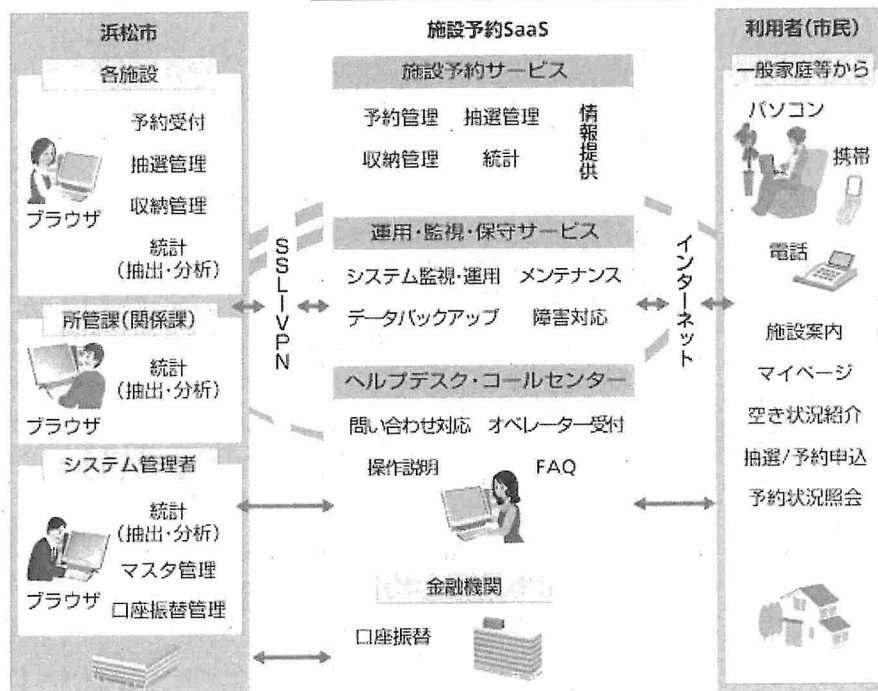 浜松市
各施設
予約受付
抽選管理
収納管理
統計
(抽出・分析)
ブラウザ
所管課(関係課)
統計
(抽出・分析)
ブラウザ
システム管理者
統計
(抽出・分析)
マスタ管理
口座振替管理
ブラウザ
SSL-VPN
施設予約SaaS
施設予約サービス
予約管理 抽選管理
収納管理 統計
情報提供
運用・監視・保守サービス
システム監視・運用 メンテナンス
データバックアップ 障害対応
ヘルプデスク・コールセンター
問い合わせ対応 オペレーター受付
操作説明 FAQ
金融機関
口座振替
インターネット
利用者(市民)
一般家庭等から
パソコン
携帯
電話
施設案内
マイページ
空き状況紹介
抽選/予約申込
予約状況照会